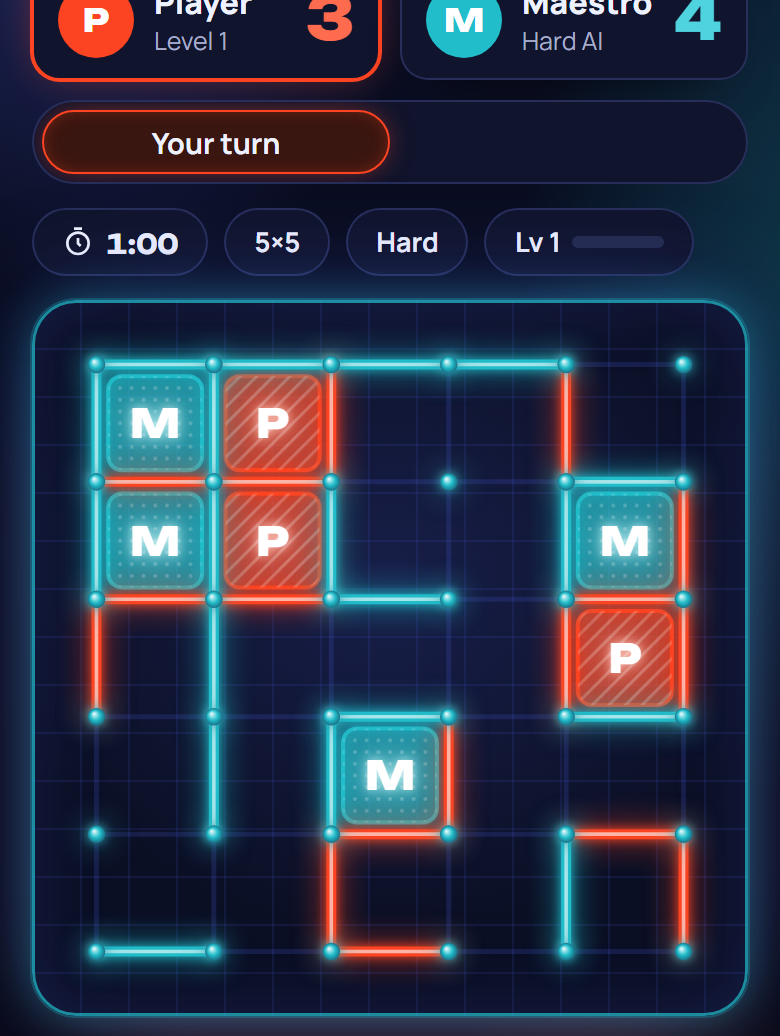 P Player 3
Level 1
M Maestro 4
Hard AI
Your turn
1:00 5×5 Hard Lv 1
M P
M P M
P
M